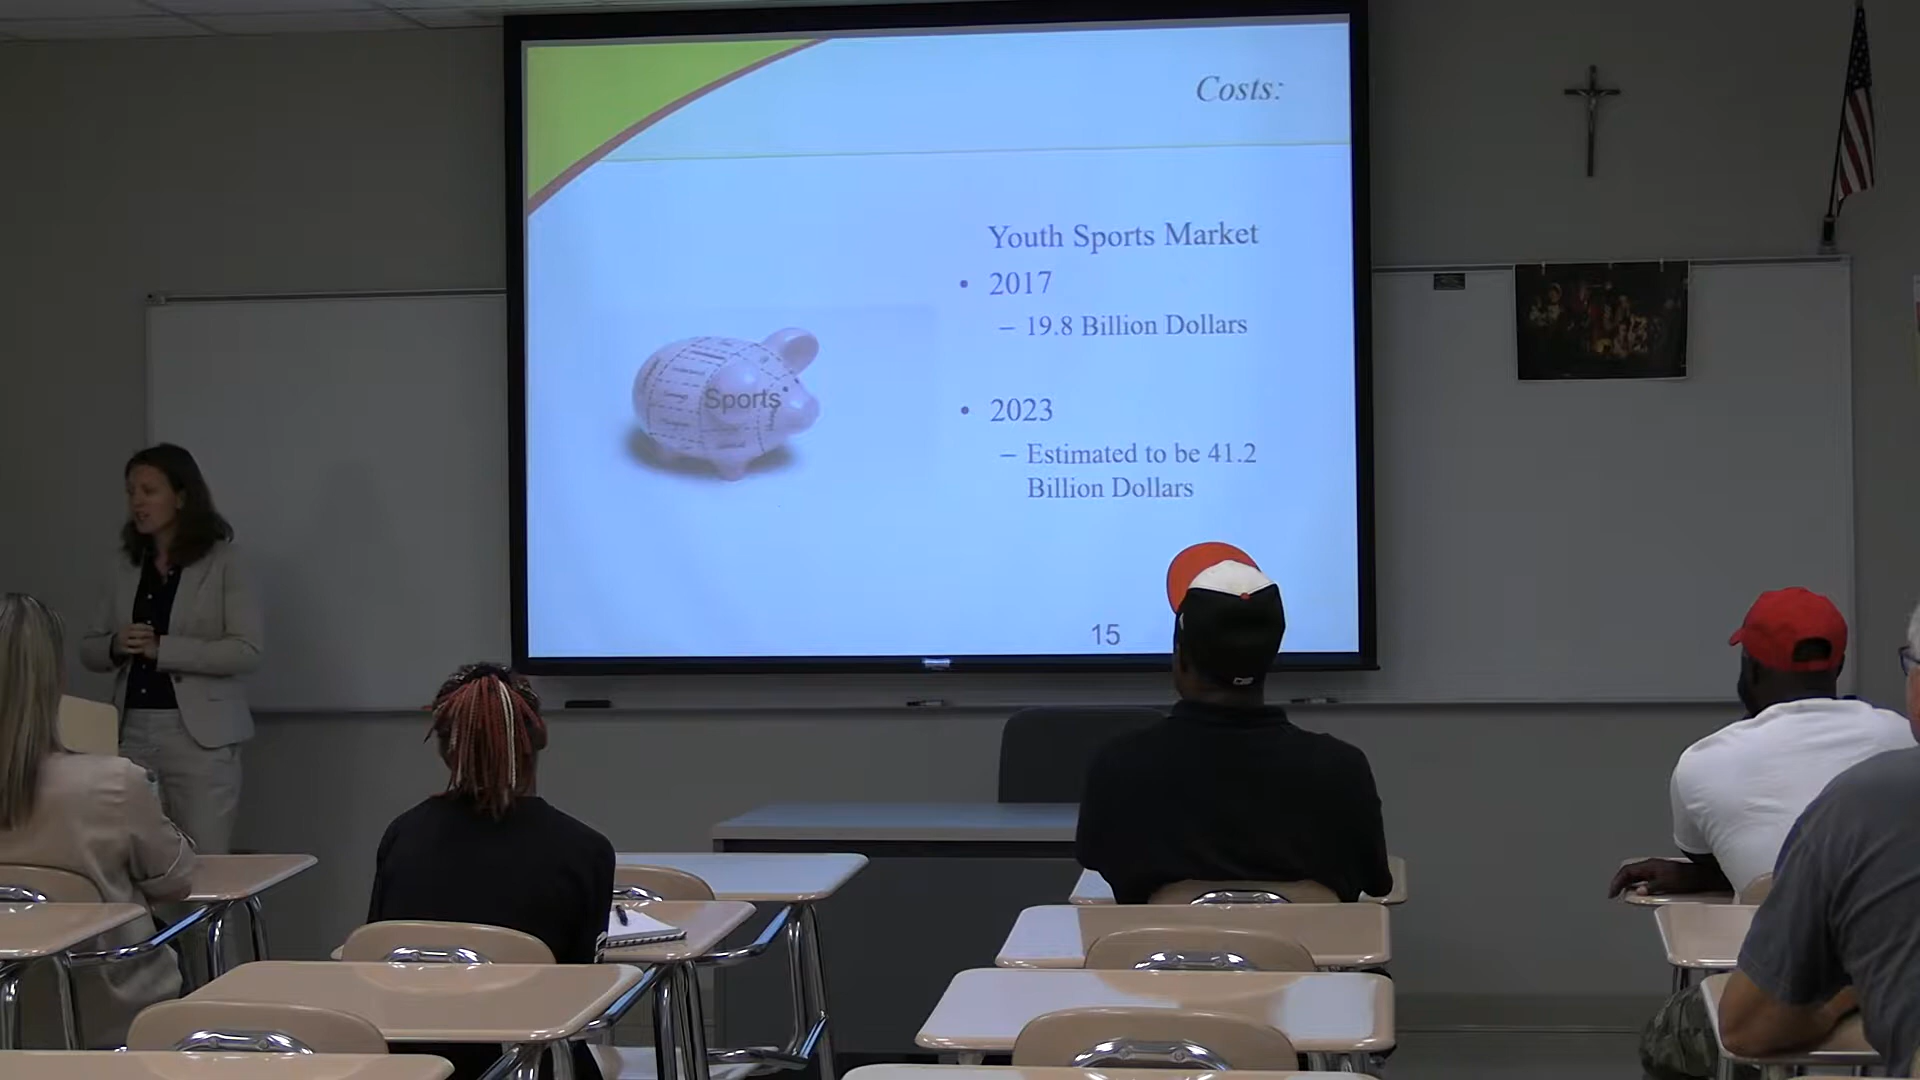 Costs:
Youth Sports Market
• 2017
– 19.8 Billion Dollars
• 2023
– Estimated to be 41.2
Billion Dollars
Sports
15